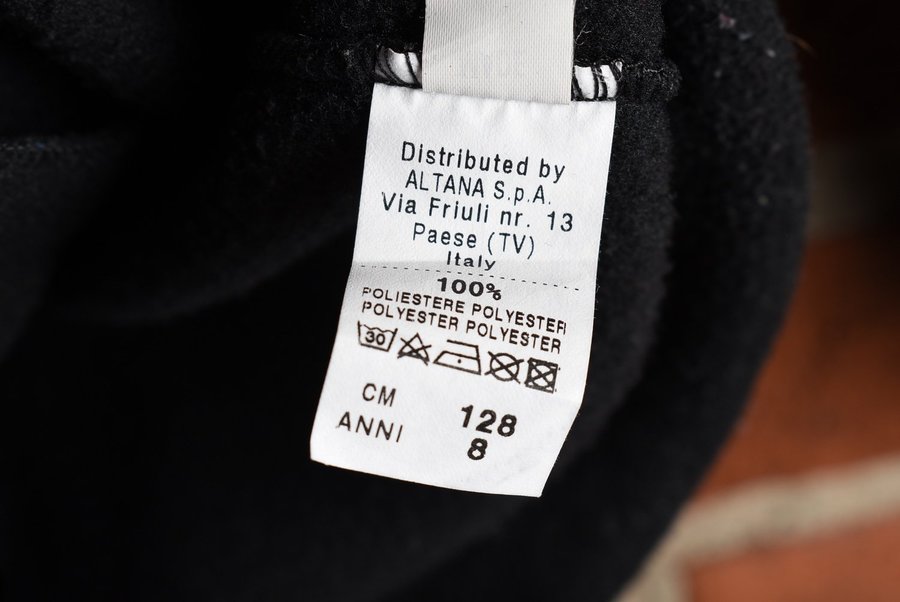 Distributed by
ALTANA S.p.A.
Via Friuli nr. 13
Paese (TV)
Italy
100%
POLIESTERE POLYESTER
POLYESTER POLYESTER
30
CM 128
ANNI 8